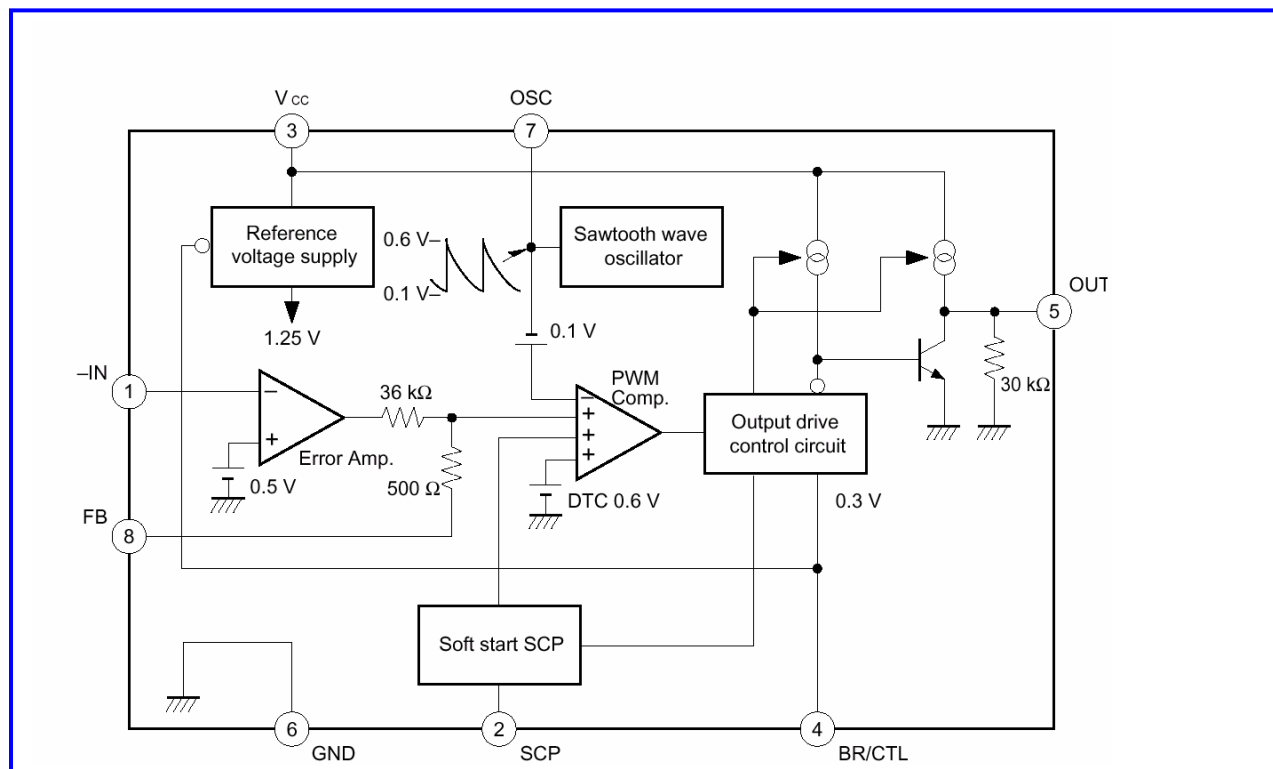 VCC
OSC
3
7
Reference
voltage supply
0.6 V
0.1 V
Sawtooth wave
oscillator
OUT
5
1.25 V
0.1 V
–IN
1
36 kΩ
PWM
Comp.
30 kΩ
–
+
Error Amp.
0.5 V
500 Ω
–
+
+
+
DTC 0.6 V
Output drive
control circuit
0.3 V
FB
8
Soft start SCP
6
GND
2
SCP
4
BR/CTL